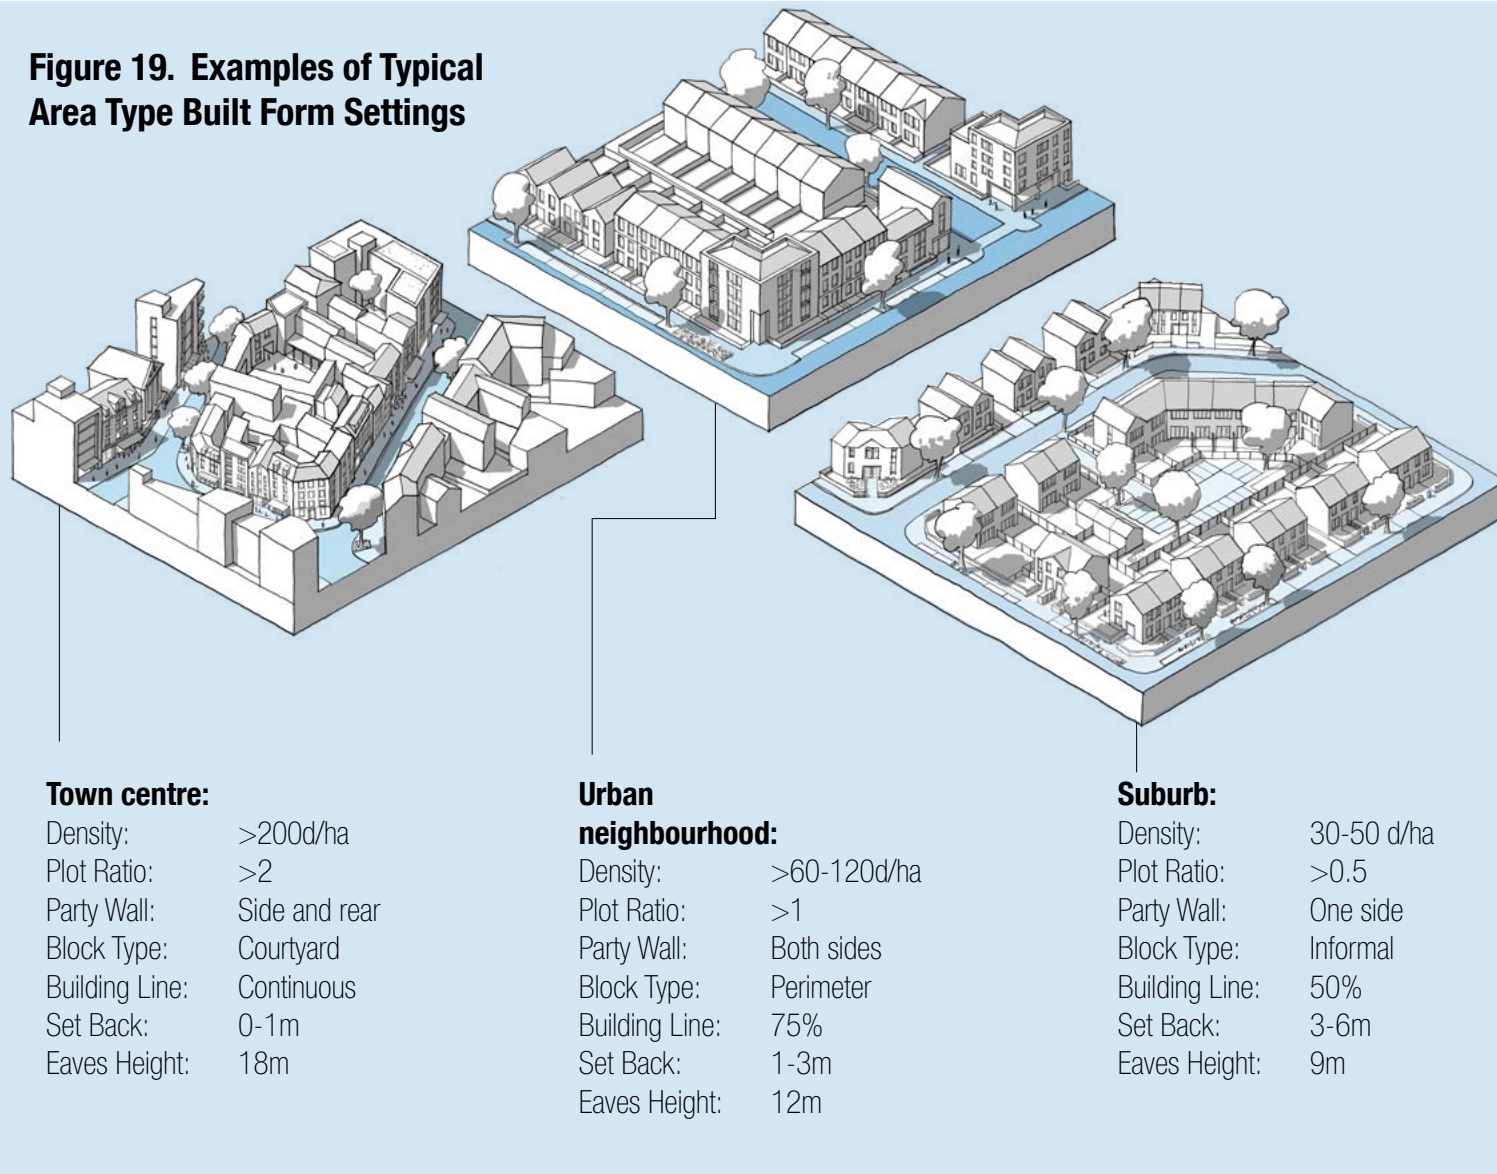 Figure 19. Examples of Typical
Area Type Built Form Settings
Town centre:
Density: >200d/ha
Plot Ratio: >2
Party Wall: Side and rear
Block Type: Courtyard
Building Line: Continuous
Set Back: 0-1m
Eaves Height: 18m
Urban
neighbourhood:
Density: >60-120d/ha
Plot Ratio: >1
Party Wall: Both sides
Block Type: Perimeter
Building Line: 75%
Set Back: 1-3m
Eaves Height: 12m
Suburb:
Density: 30-50 d/ha
Plot Ratio: >0.5
Party Wall: One side
Block Type: Informal
Building Line: 50%
Set Back: 3-6m
Eaves Height: 9m